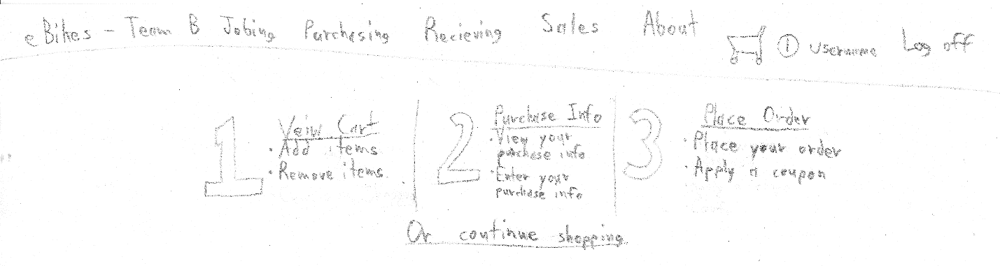 eBikes - Team B Jobing Purchasing Recieving Sales About 1 Username Log off
1
Veiw Cart
• Add items
• Remove items
2
Purchase Info
• View your
purchase info
• Enter your
purchase info
3
Place Order
• Place your order
• Apply a coupon
Or continue shopping